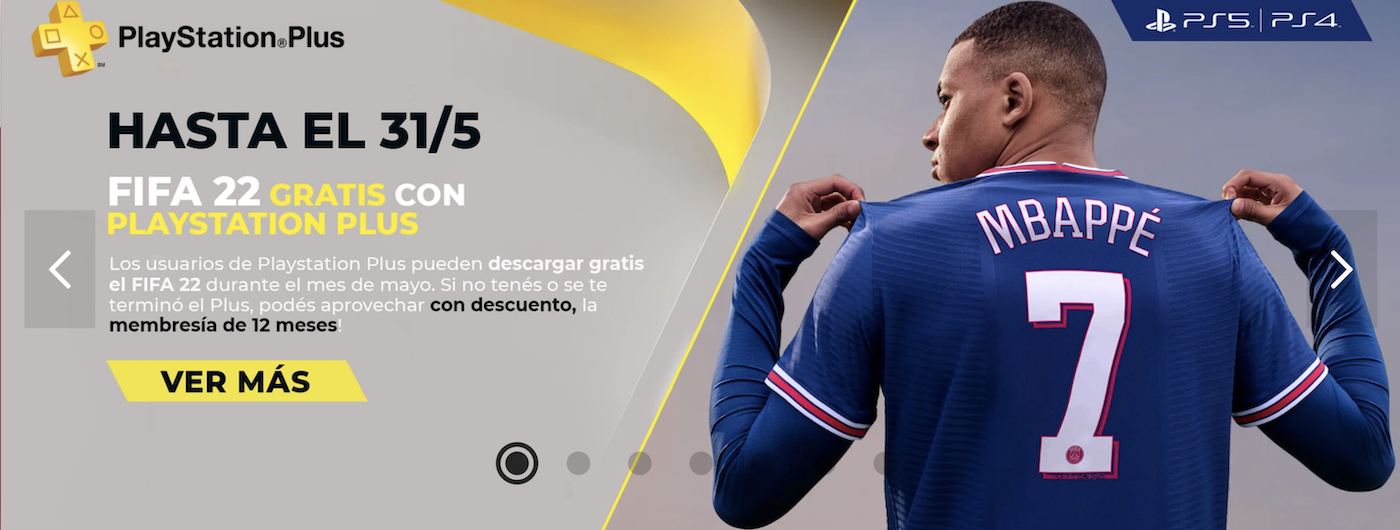 PlayStation®Plus
SM
PS5 | PS4
HASTA EL 31/5
FIFA 22 GRATIS CON
PLAYSTATION PLUS
Los usuarios de Playstation Plus pueden descargar gratis
el FIFA 22 durante el mes de mayo. Si no tenés o se te
terminó el Plus, podés aprovechar con descuento, la
membresía de 12 meses!
VER MÁS
MBAPPÉ
7